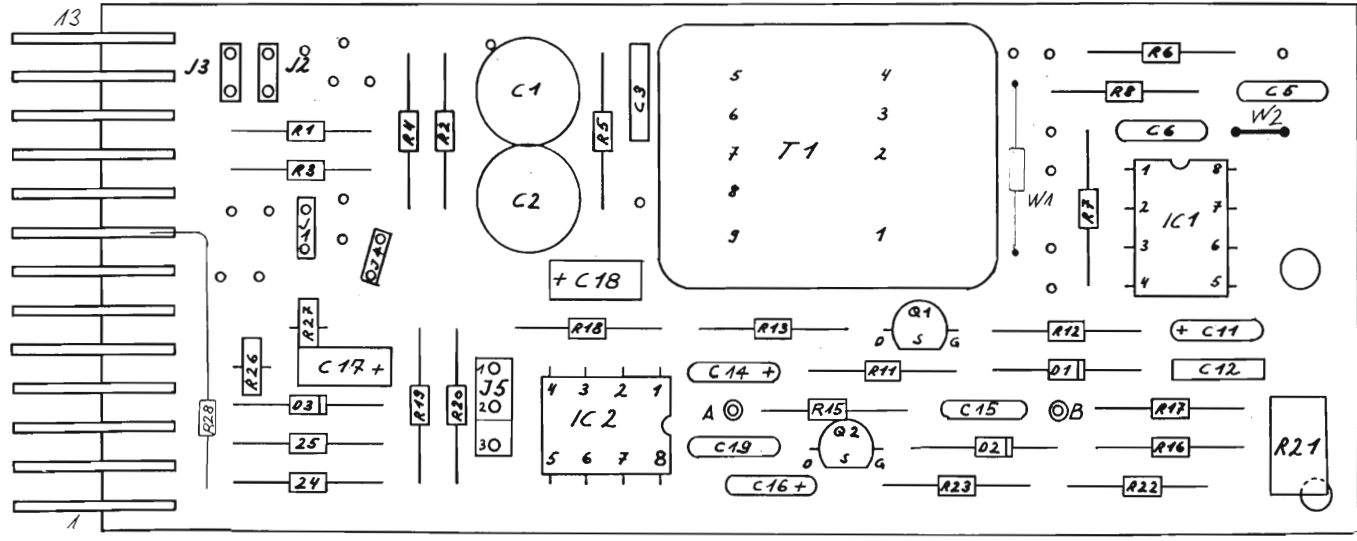 13
J3
J2
R1
R3
R4
R2
C1
C2
R5
C3
5
4
6
3
7
T1
2
8
9
1
W1
R6
R8
C5
C6
W2
R7
1
8
2
IC1
7
3
6
4
5
J1
J4
+ C18
R27
R26
C17 +
R18
R13
Q1
D
S
G
R12
+ C11
R28
D3
25
24
R19
R20
1
J5
2
3
4
3
2
1
IC2
5
6
7
8
C14 +
R11
D1
C12
A
R15
C15
B
R17
C19
Q2
D
S
G
D2
R16
R21
C16 +
R23
R22
1